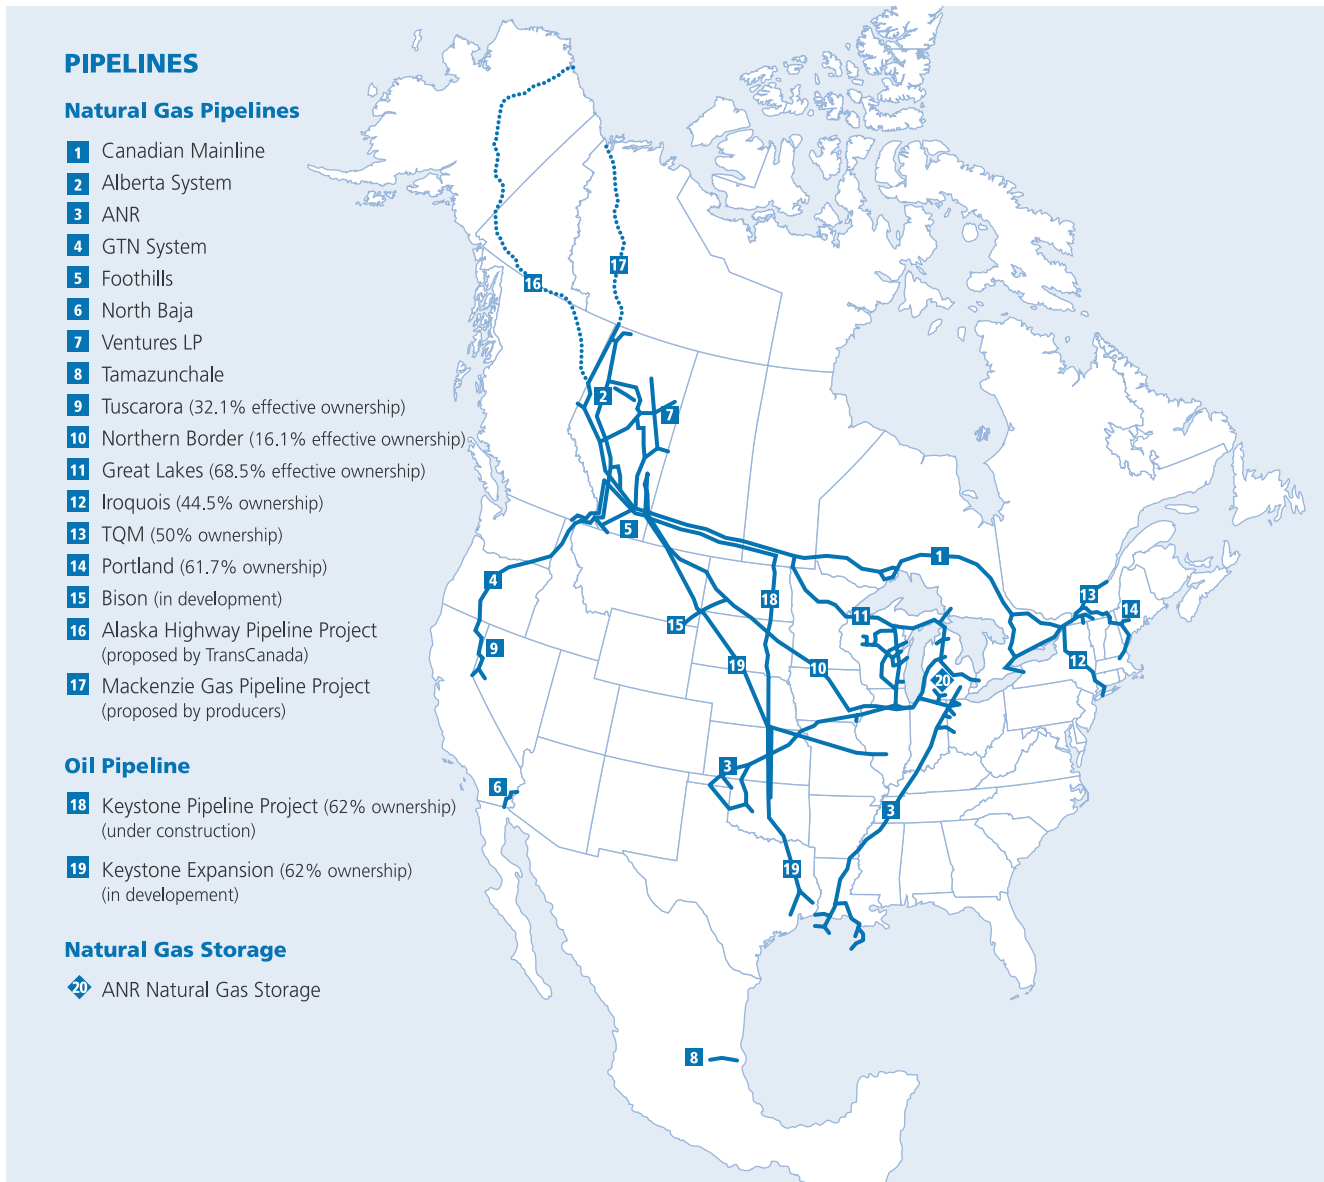 PIPELINES
Natural Gas Pipelines
1 Canadian Mainline
2 Alberta System
3 ANR
4 GTN System
5 Foothills
6 North Baja
7 Ventures LP
8 Tamazunchale
9 Tuscarora (32.1% effective ownership)
10 Northern Border (16.1% effective ownership)
11 Great Lakes (68.5% effective ownership)
12 Iroquois (44.5% ownership)
13 TQM (50% ownership)
14 Portland (61.7% ownership)
15 Bison (in development)
16 Alaska Highway Pipeline Project
(proposed by TransCanada)
17 Mackenzie Gas Pipeline Project
(proposed by producers)
Oil Pipeline
18 Keystone Pipeline Project (62% ownership)
(under construction)
19 Keystone Expansion (62% ownership)
(in developement)
Natural Gas Storage
20 ANR Natural Gas Storage
17
16
2
7
5
1
4
18
13
14
11
15
9
12
19
10
20
3
6
3
19
8